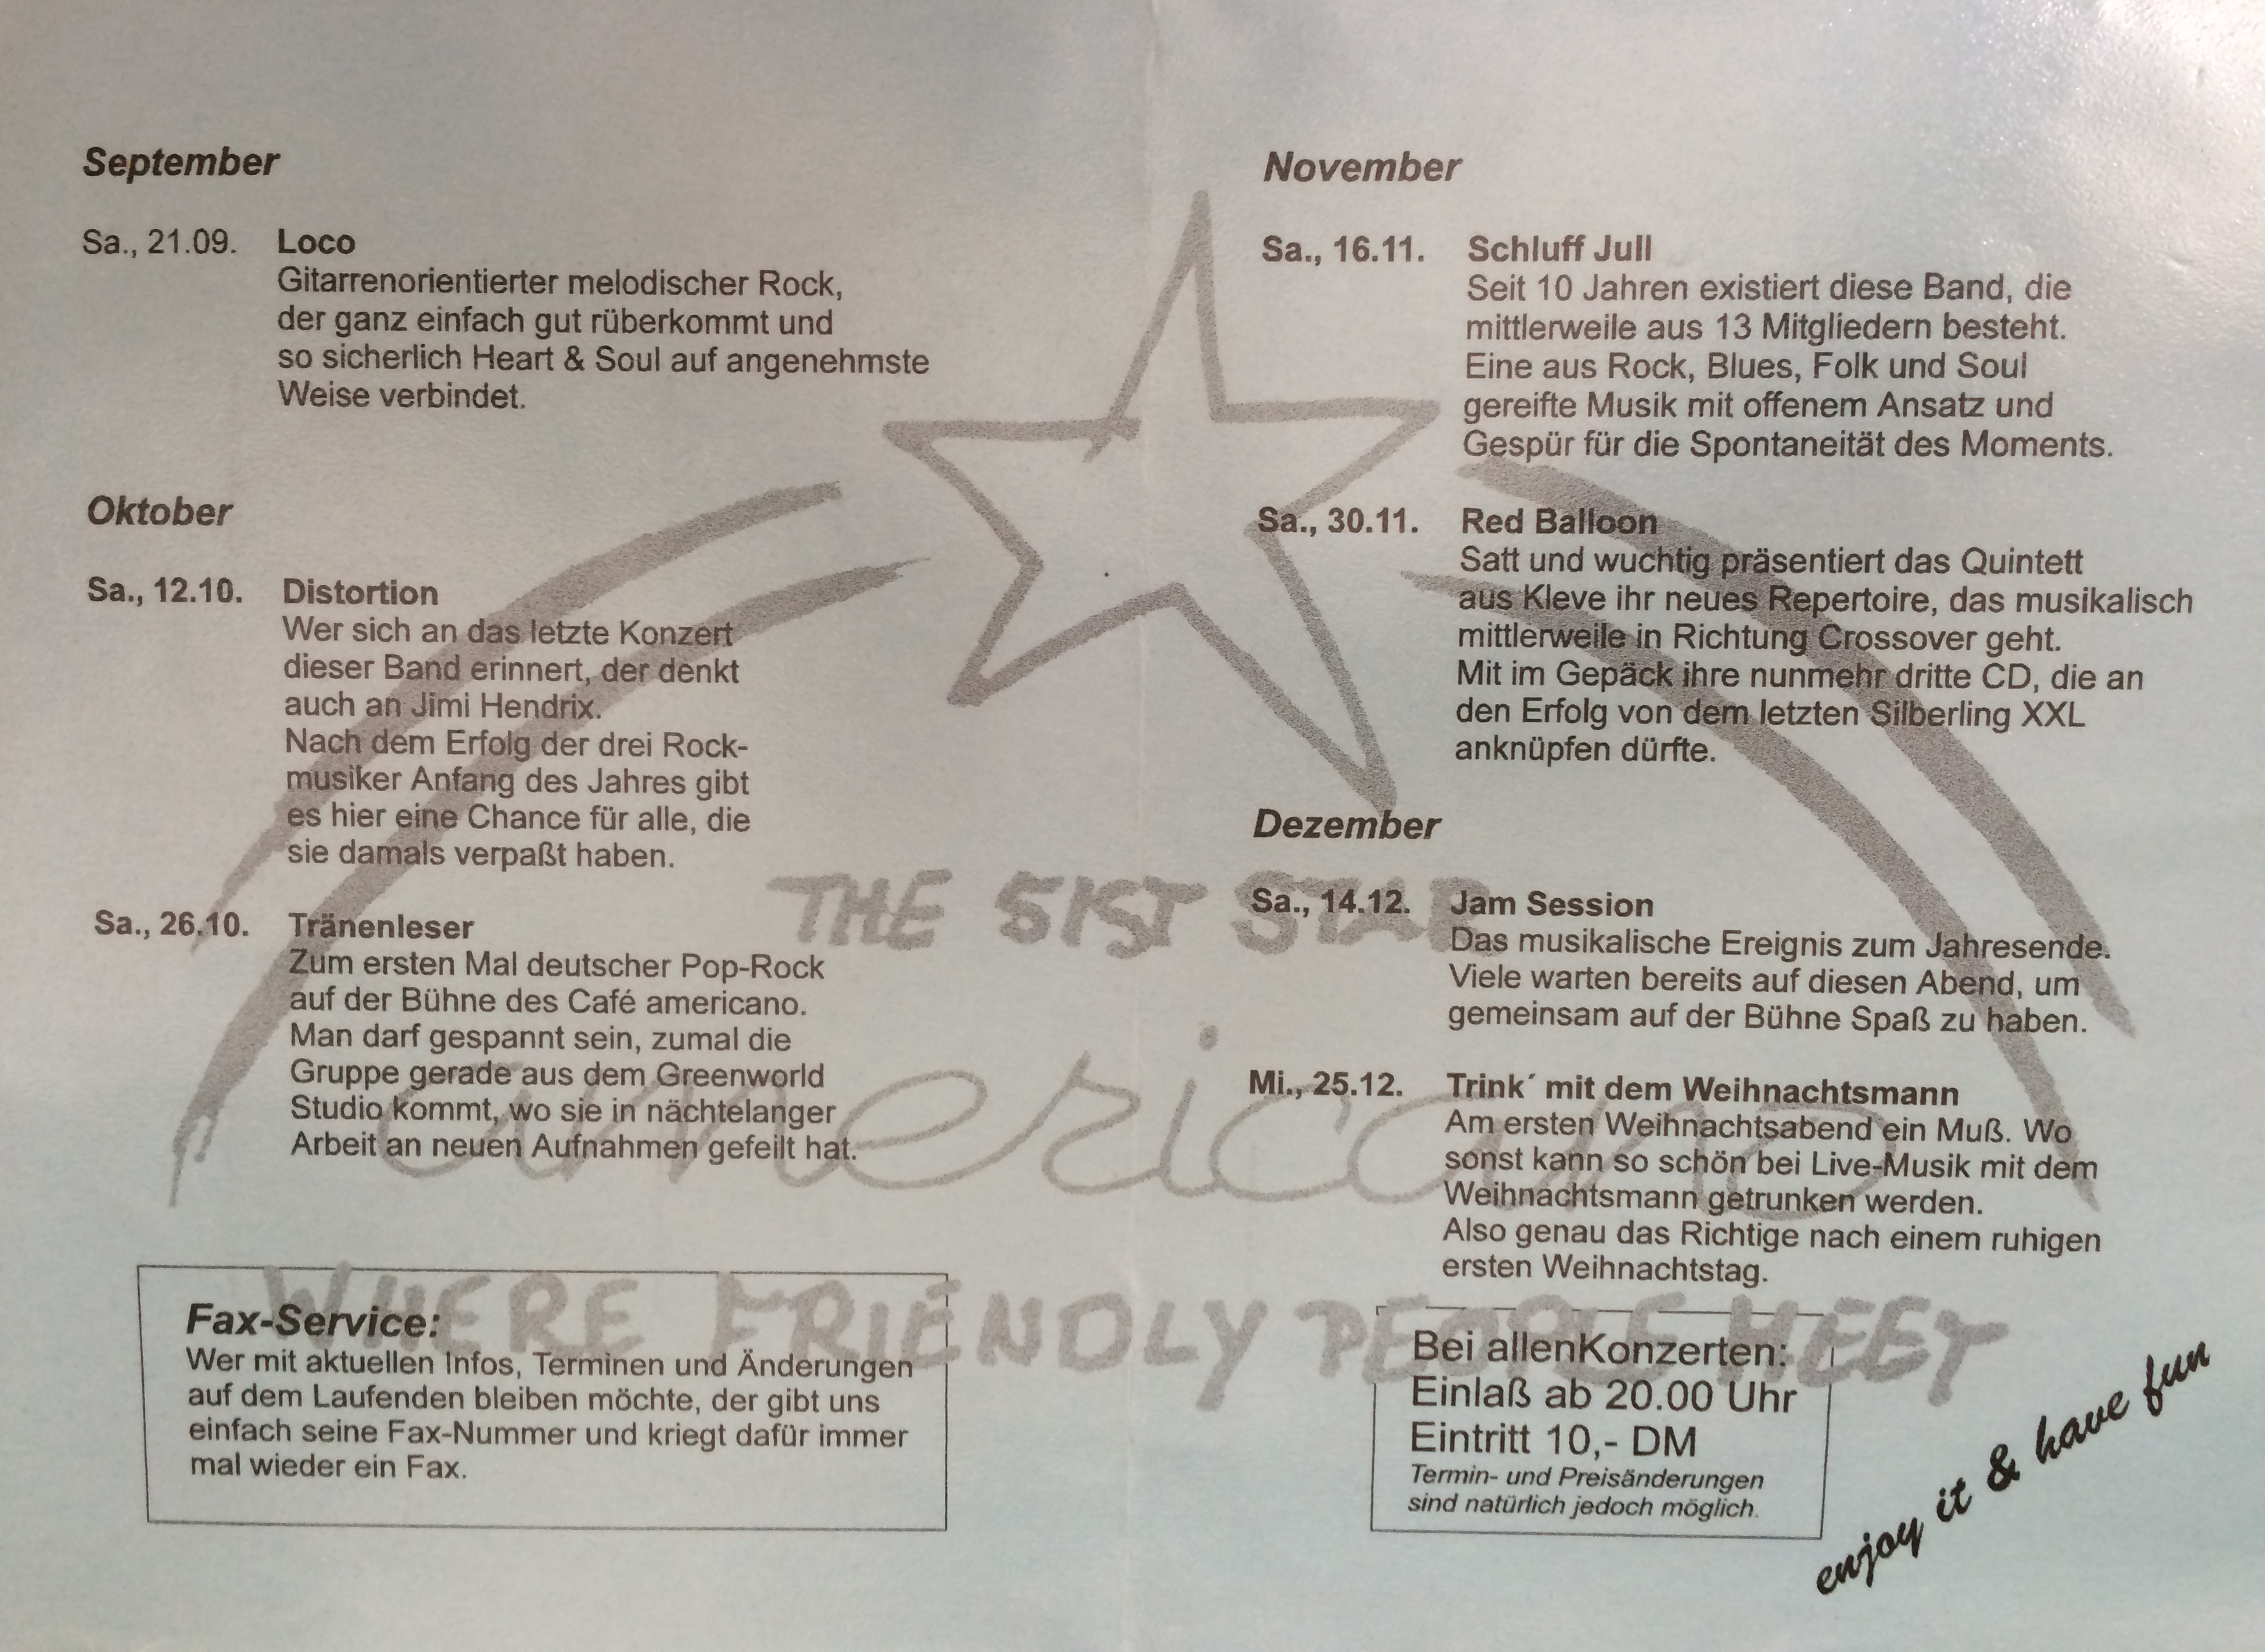 September
Sa., 21.09. Loco
Gitarrenorientierter melodischer Rock,
der ganz einfach gut rüberkommt und
so sicherlich Heart & Soul auf angenehmste
Weise verbindet.
Oktober
Sa., 12.10. Distortion
Wer sich an das letzte Konzert
dieser Band erinnert, der denkt
auch an Jimi Hendrix.
Nach dem Erfolg der drei Rock-
musiker Anfang des Jahres gibt
es hier eine Chance für alle, die
sie damals verpaßt haben.
Sa., 26.10. Tränenleser
Zum ersten Mal deutscher Pop-Rock
auf der Bühne des Café americano.
Man darf gespannt sein, zumal die
Gruppe gerade aus dem Greenworld
Studio kommt, wo sie in nächtelanger
Arbeit an neuen Aufnahmen gefeilt hat.
Fax-Service:
Wer mit aktuellen Infos, Terminen und Änderungen
auf dem Laufenden bleiben möchte, der gibt uns
einfach seine Fax-Nummer und kriegt dafür immer
mal wieder ein Fax.
November
Sa., 16.11. Schluff Jull
Seit 10 Jahren existiert diese Band, die
mittlerweile aus 13 Mitgliedern besteht.
Eine aus Rock, Blues, Folk und Soul
gereifte Musik mit offenem Ansatz und
Gespür für die Spontaneität des Moments.
Sa., 30.11. Red Balloon
Satt und wuchtig präsentiert das Quintett
aus Kleve ihr neues Repertoire, das musikalisch
mittlerweile in Richtung Crossover geht.
Mit im Gepäck ihre nunmehr dritte CD, die an
den Erfolg von dem letzten Silberling XXL
anknüpfen dürfte.
Dezember
Sa., 14.12. Jam Session
Das musikalische Ereignis zum Jahresende.
Viele warten bereits auf diesen Abend, um
gemeinsam auf der Bühne Spaß zu haben.
Mi., 25.12. Trink´ mit dem Weihnachtsmann
Am ersten Weihnachtsabend ein Muß. Wo
sonst kann so schön bei Live-Musik mit dem
Weihnachtsmann getrunken werden.
Also genau das Richtige nach einem ruhigen
ersten Weihnachtstag.
Bei allenKonzerten:
Einlaß ab 20.00 Uhr
Eintritt 10,- DM
Termin- und Preisänderungen
sind natürlich jedoch möglich.
enjoy it & have fun
THE 51ST STAR
americano
WHERE FRIENDLY PEOPLE MEET